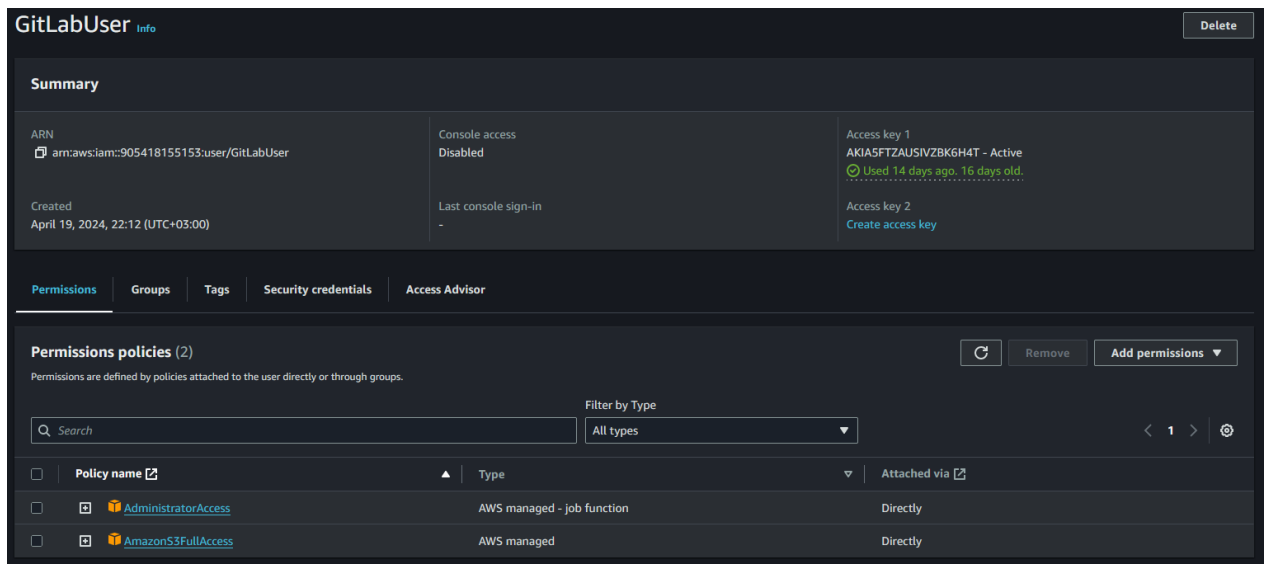 GitLabUser Info
Delete
Summary
ARN
arn:aws:iam::905418155153:user/GitLabUser
Console access
Disabled
Access key 1
AKIA5FTZAUSIVZBK6H4T - Active
Used 14 days ago. 16 days old.
Created
April 19, 2024, 22:12 (UTC+03:00)
Last console sign-in
-
Access key 2
Create access key
Permissions Groups Tags Security credentials Access Advisor
Permissions policies (2)
Remove Add permissions
Permissions are defined by policies attached to the user directly or through groups.
Filter by Type
Search All types 1
Policy name Type Attached via
AdministratorAccess AWS managed - job function Directly
AmazonS3FullAccess AWS managed Directly